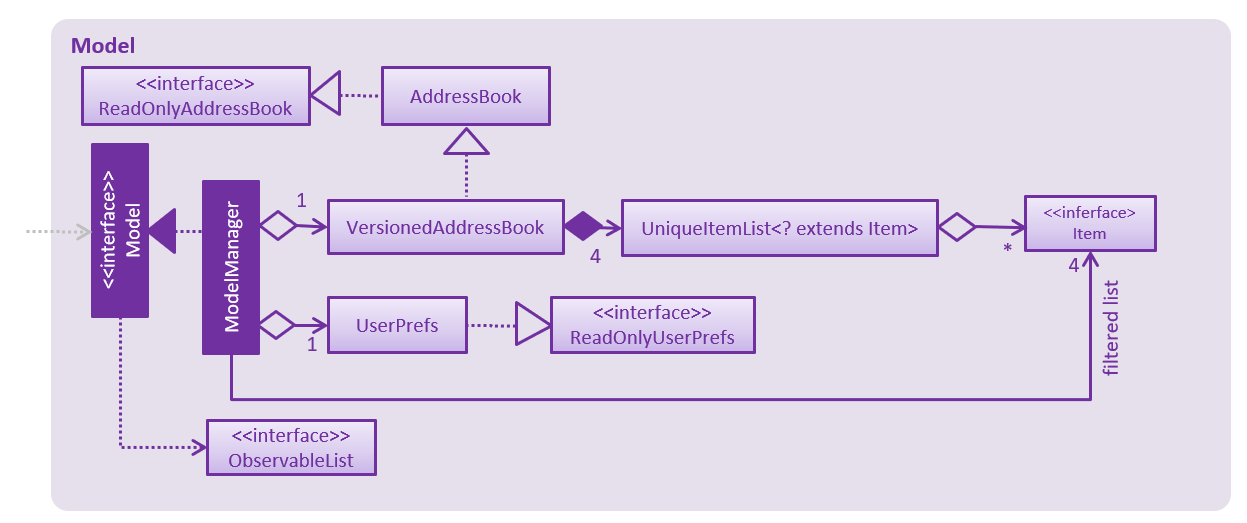 Model
<<interface>>
ReadOnlyAddressBook
AddressBook
<<interface>>
Model
ModelManager
1
VersionedAddressBook
4
UniqueItemList<? extends Item>
*
<<inferface>
Item
4
filtered list
1
UserPrefs
<<interface>>
ReadOnlyUserPrefs
<<interface>>
ObservableList